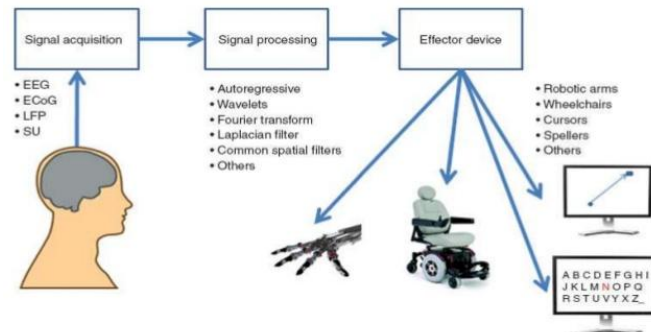 Signal acquisition
Signal processing
Effector device
• EEG
• ECoG
• LFP
• SU
• Autoregressive
• Wavelets
• Fourier transform
• Laplacian filter
• Common spatial filters
• Others
• Robotic arms
• Wheelchairs
• Cursors
• Spellers
• Others
ABCDEFGHI
JKLMNOPQ
RSTUVYXZ_